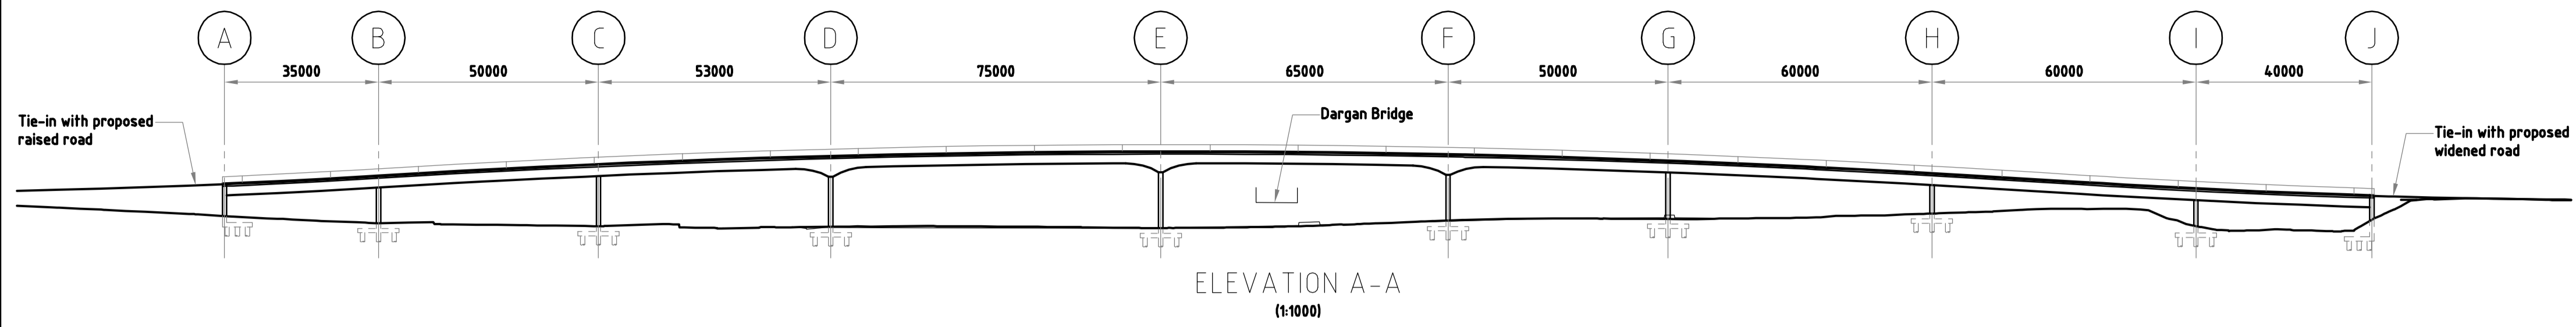 A B C D E F G H I J
35000 50000 53000 75000 65000 50000 60000 60000 40000
Tie-in with proposed
raised road
Dargan Bridge
Tie-in with proposed
widened road
ELEVATION A-A
(1:1000)